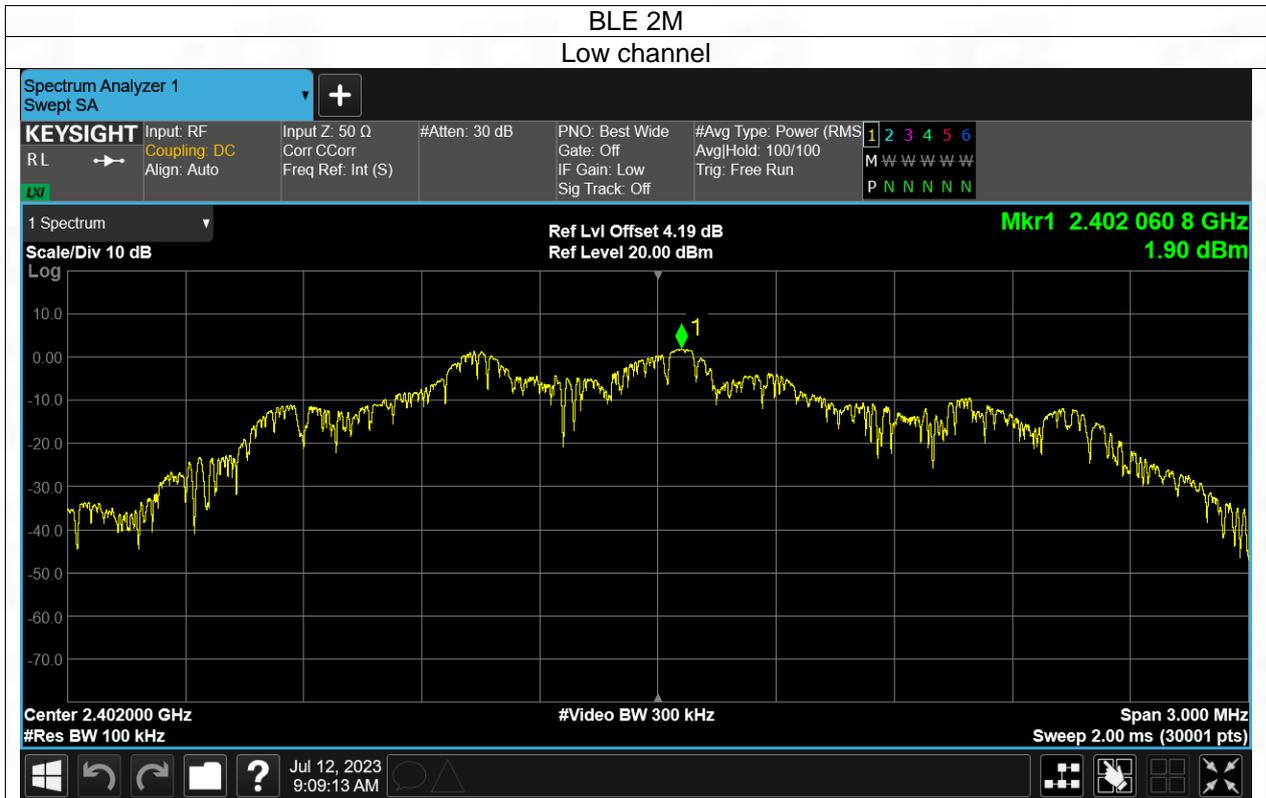 BLE 2M
Low channel
Spectrum Analyzer 1
Swept SA
+
KEYSIGHT
RL
LXI
Input: RF
Coupling: DC
Align: Auto
Input Z: 50 Ω
Corr CCorr
Freq Ref: Int (S)
#Atten: 30 dB
PNO: Best Wide
Gate: Off
IF Gain: Low
Sig Track: Off
#Avg Type: Power (RMS
Avg|Hold: 100/100
Trig: Free Run
1 2 3 4 5 6
M W W W W W
P N N N N N
1 Spectrum
Scale/Div 10 dB
Log
Ref Lvl Offset 4.19 dB
Ref Level 20.00 dBm
Mkr1 2.402 060 8 GHz
1.90 dBm
1
10.0
0.00
-10.0
-20.0
-30.0
-40.0
-50.0
-60.0
-70.0
Center 2.402000 GHz
#Res BW 100 kHz
#Video BW 300 kHz
Span 3.000 MHz
Sweep 2.00 ms (30001 pts)
?
Jul 12, 2023
9:09:13 AM